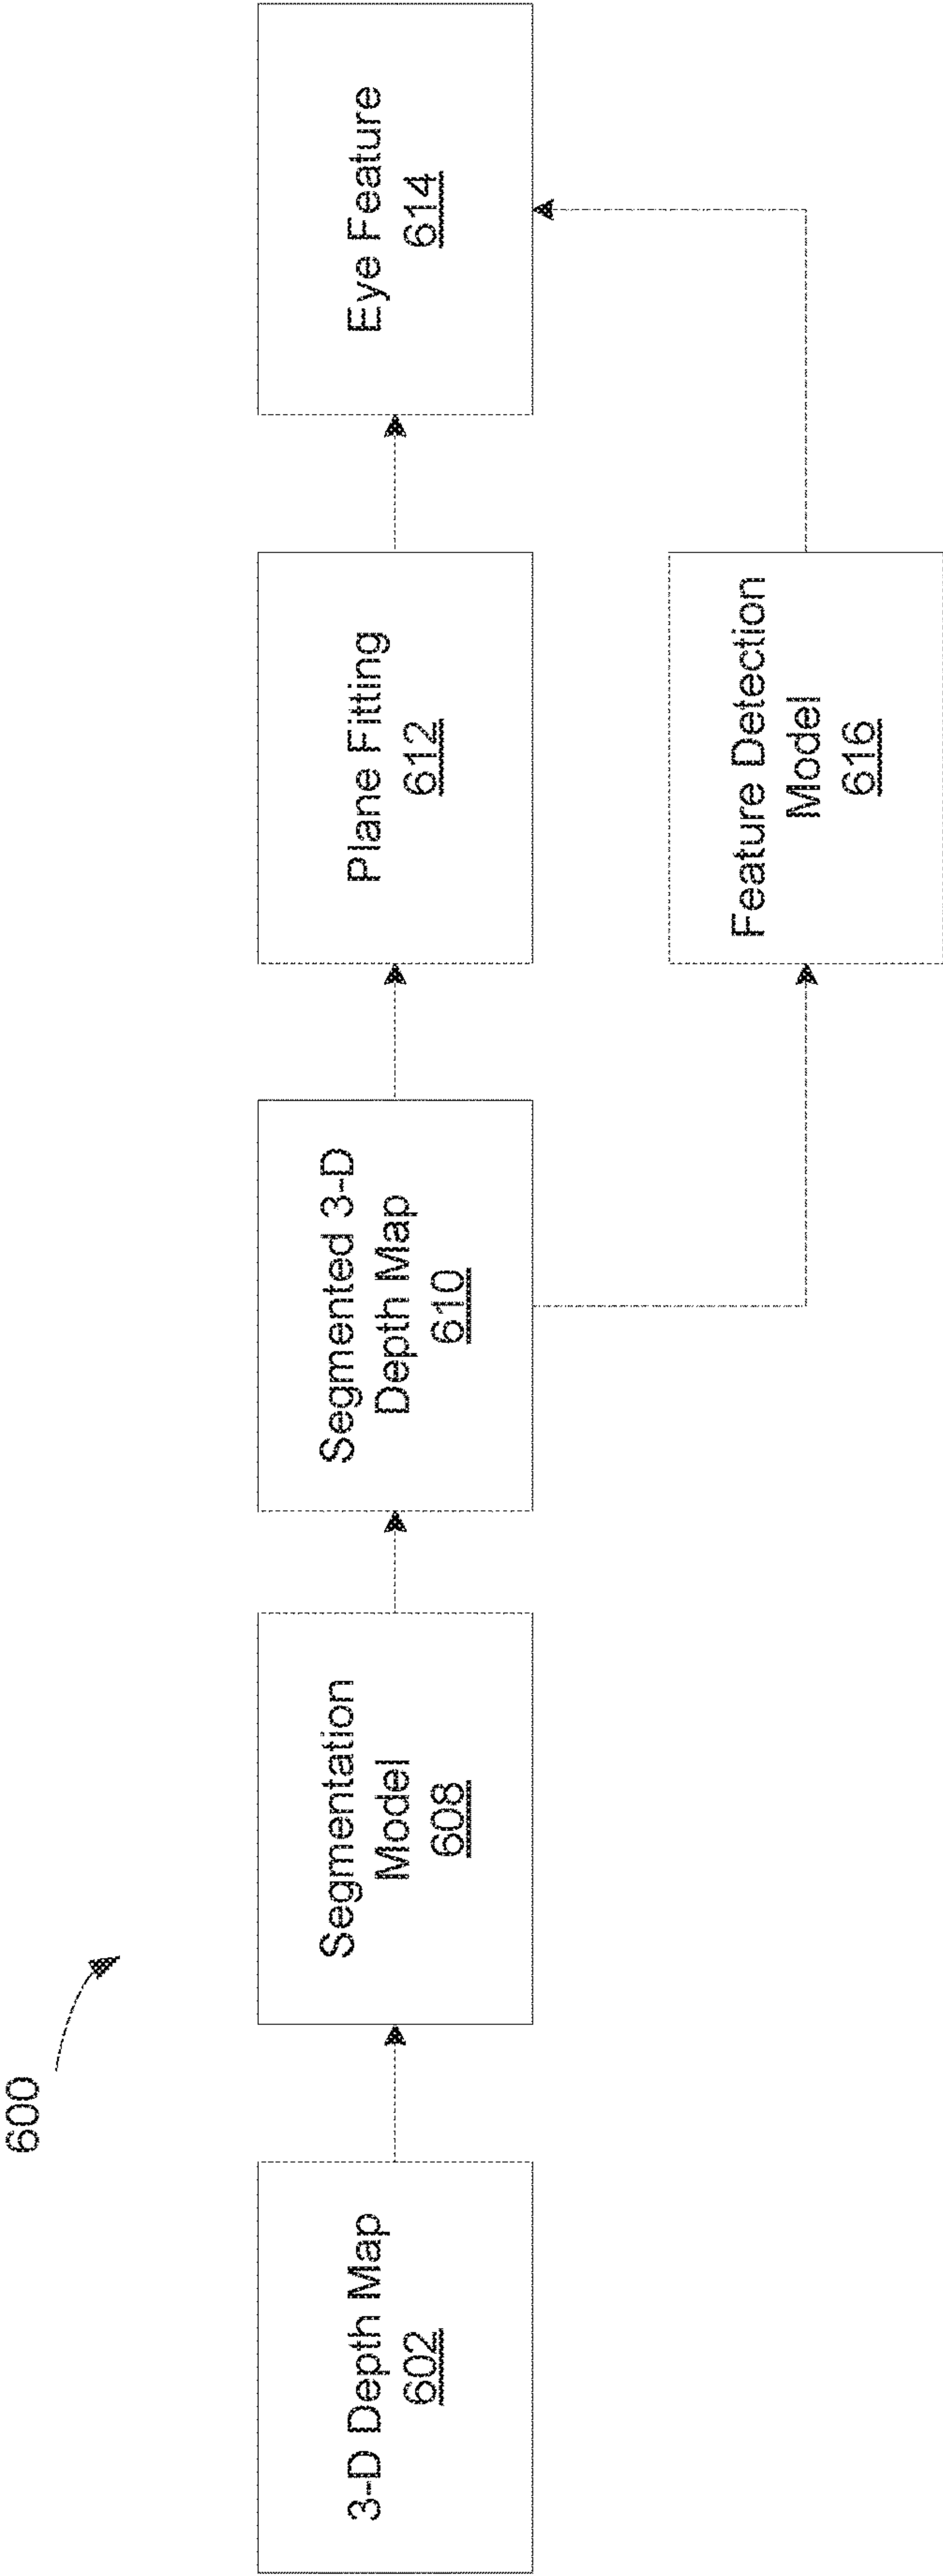 600
3-D Depth Map
602
Segmentation
Model
608
Segmented 3-D
Depth Map
610
Plane Fitting
612
Eye Feature
614
Feature Detection
Model
616